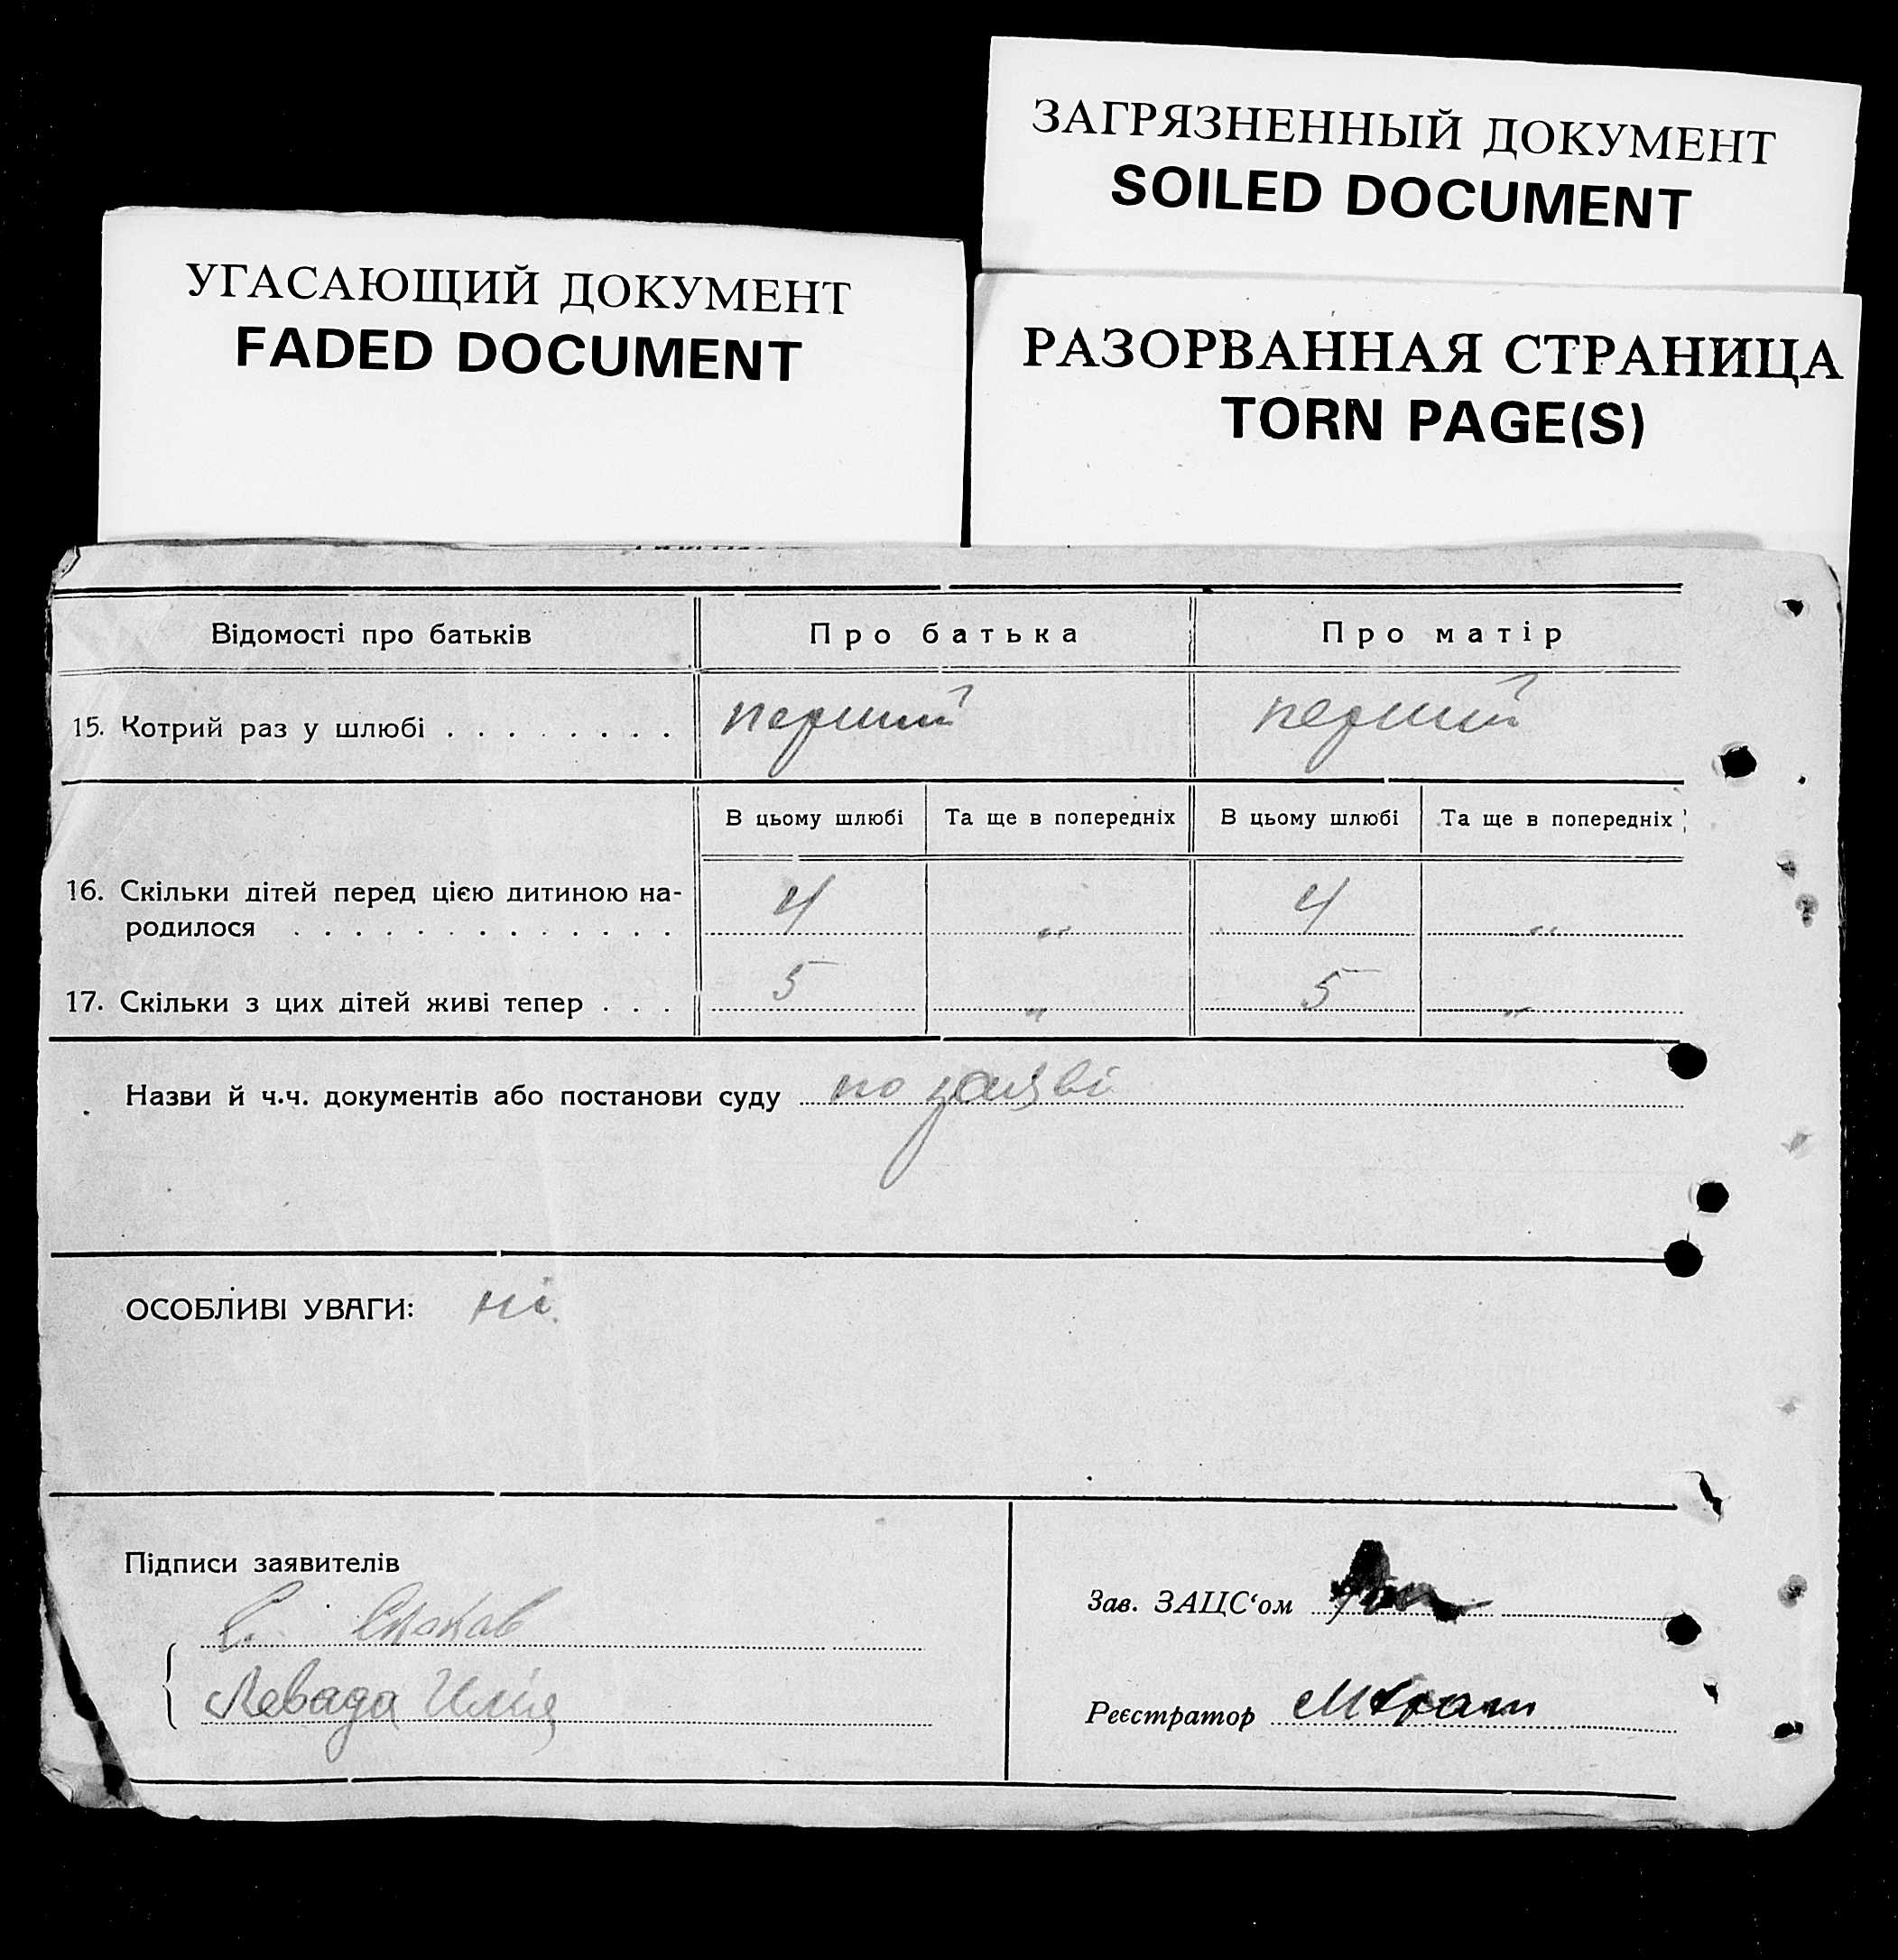 ЗАГРЯЗНЕННЫЙ ДОКУМЕНТ
SOILED DOCUMENT
УГАСАЮЩИЙ ДОКУМЕНТ
FADED DOCUMENT
РАЗОРВАННАЯ СТРАНИЦА
TORN PAGE(S)
Відомості про батьків Про батька Про матір
15. Котрий раз у шлюбі . . . . . . . . перший перший
В цьому шлюбі Та ще в попередніх В цьому шлюбі Та ще в попередніх
16. Скільки дітей перед цією дитиною на-
родилося . . . . . . . . . . . . . 4 „ 4 „
17. Скільки з цих дітей живі тепер . . . 5 „ 5 „
Назви й ч.ч. документів або постанови суду по заяві
ОСОБЛИВІ УВАГИ: ні
Підписи заявителів
С.
Левада Илля
Зав. ЗАЦС‘ом
Реєстратор